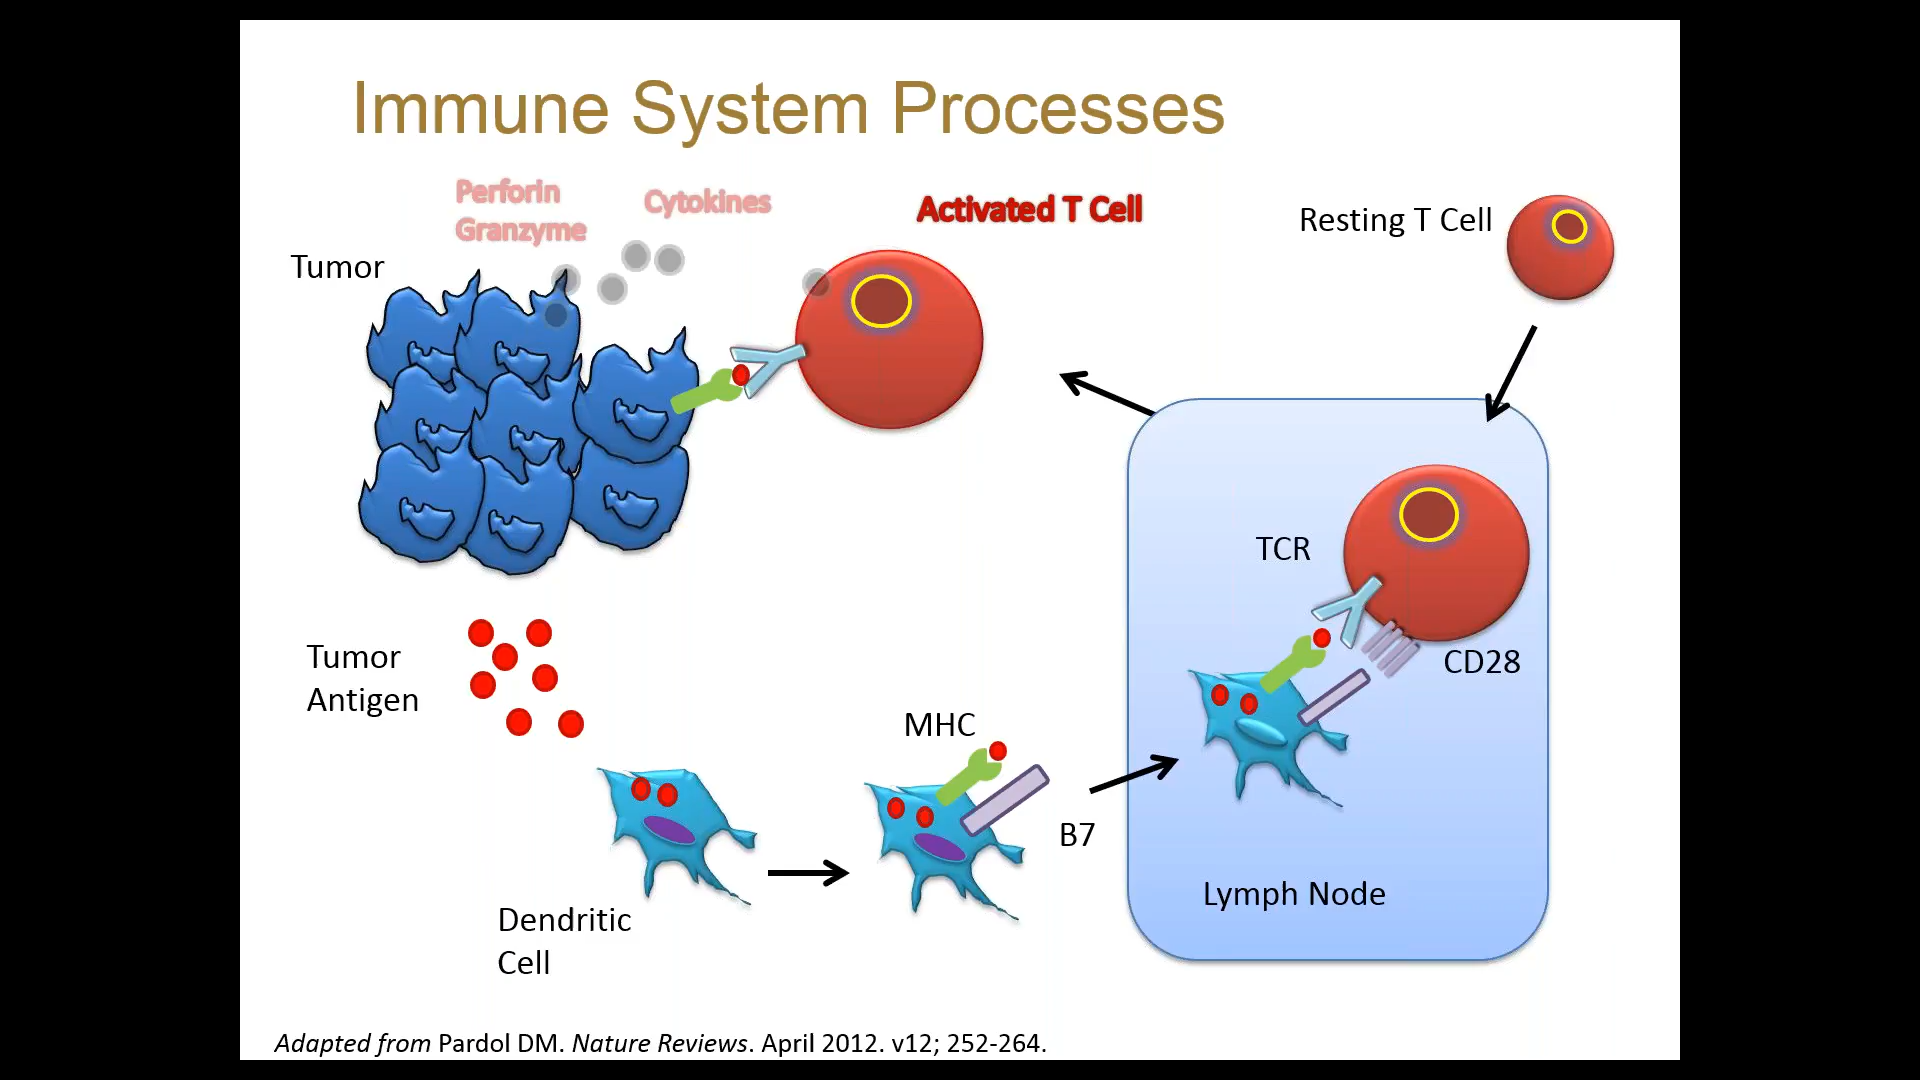 Immune System Processes
Perforin
Granzyme
Cytokines
Activated T Cell
Resting T Cell
Tumor
TCR
CD28
Tumor
Antigen
MHC
B7
Lymph Node
Dendritic
Cell
Adapted from Pardol DM. Nature Reviews. April 2012. v12; 252-264.